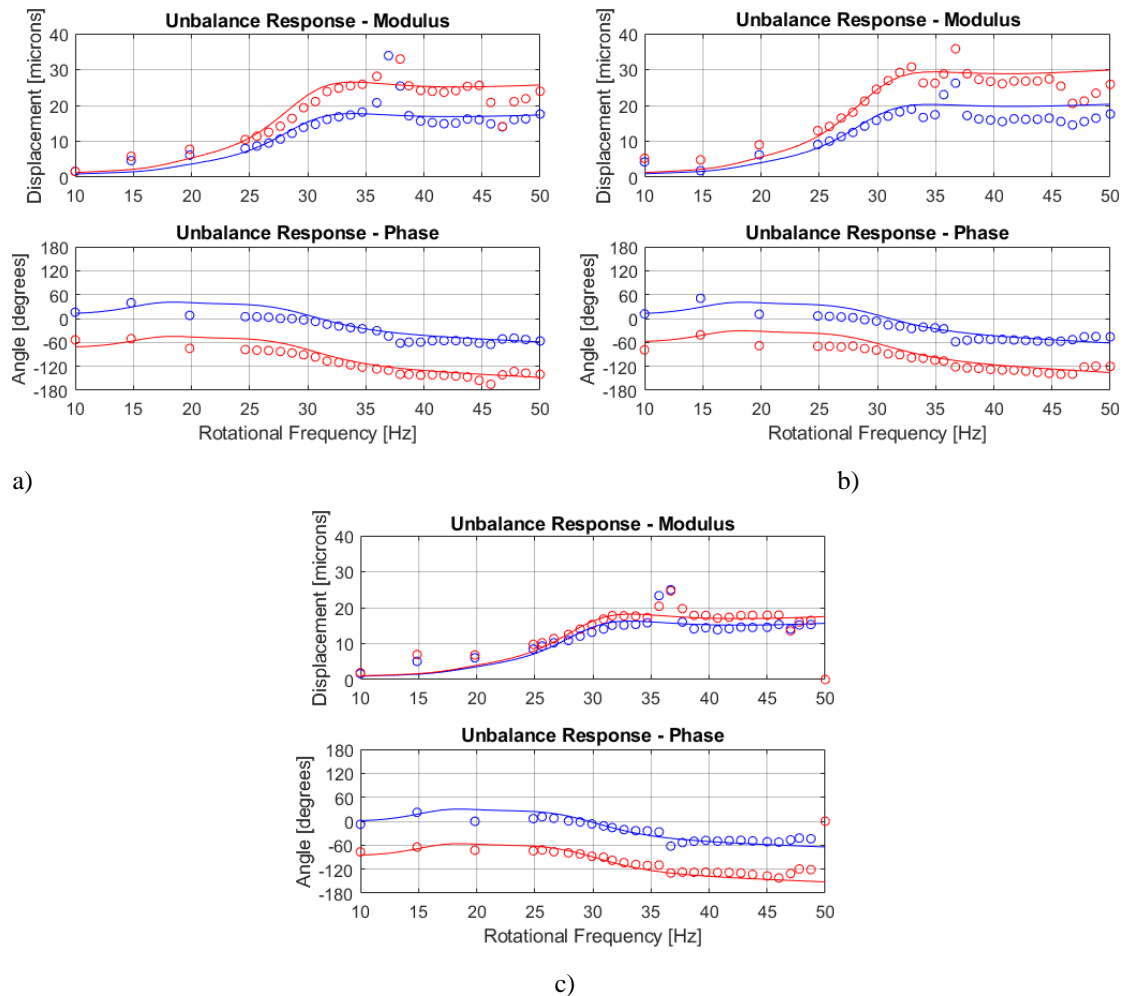 Unbalance Response - Modulus
Displacement [microns]
40
30
20
10
0
10 15 20 25 30 35 40 45 50
Unbalance Response - Phase
Angle [degrees]
180
120
60
0
-60
-120
-180
10 15 20 25 30 35 40 45 50
Rotational Frequency [Hz]
a)
Unbalance Response - Modulus
Displacement [microns]
40
30
20
10
0
10 15 20 25 30 35 40 45 50
Unbalance Response - Phase
Angle [degrees]
180
120
60
0
-60
-120
-180
10 15 20 25 30 35 40 45 50
Rotational Frequency [Hz]
b)
Unbalance Response - Modulus
Displacement [microns]
40
30
20
10
0
10 15 20 25 30 35 40 45 50
Unbalance Response - Phase
Angle [degrees]
180
120
60
0
-60
-120
-180
10 15 20 25 30 35 40 45 50
Rotational Frequency [Hz]
c)